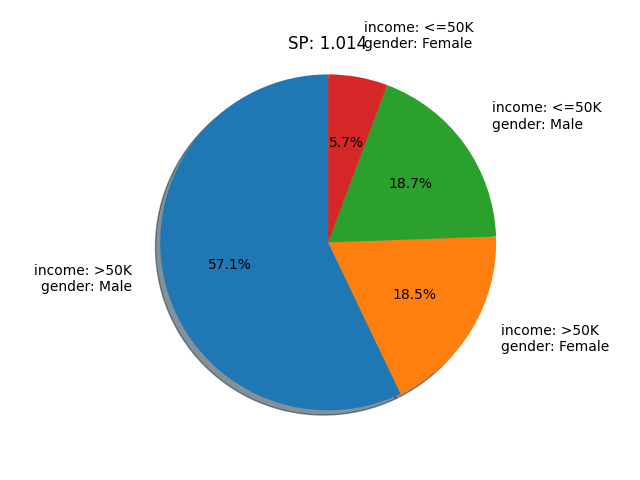 income: <=50K
gender: Female
SP: 1.014
income: <=50K
gender: Male
5.7%
18.7%
57.1%
income: >50K
gender: Male
18.5%
income: >50K
gender: Female